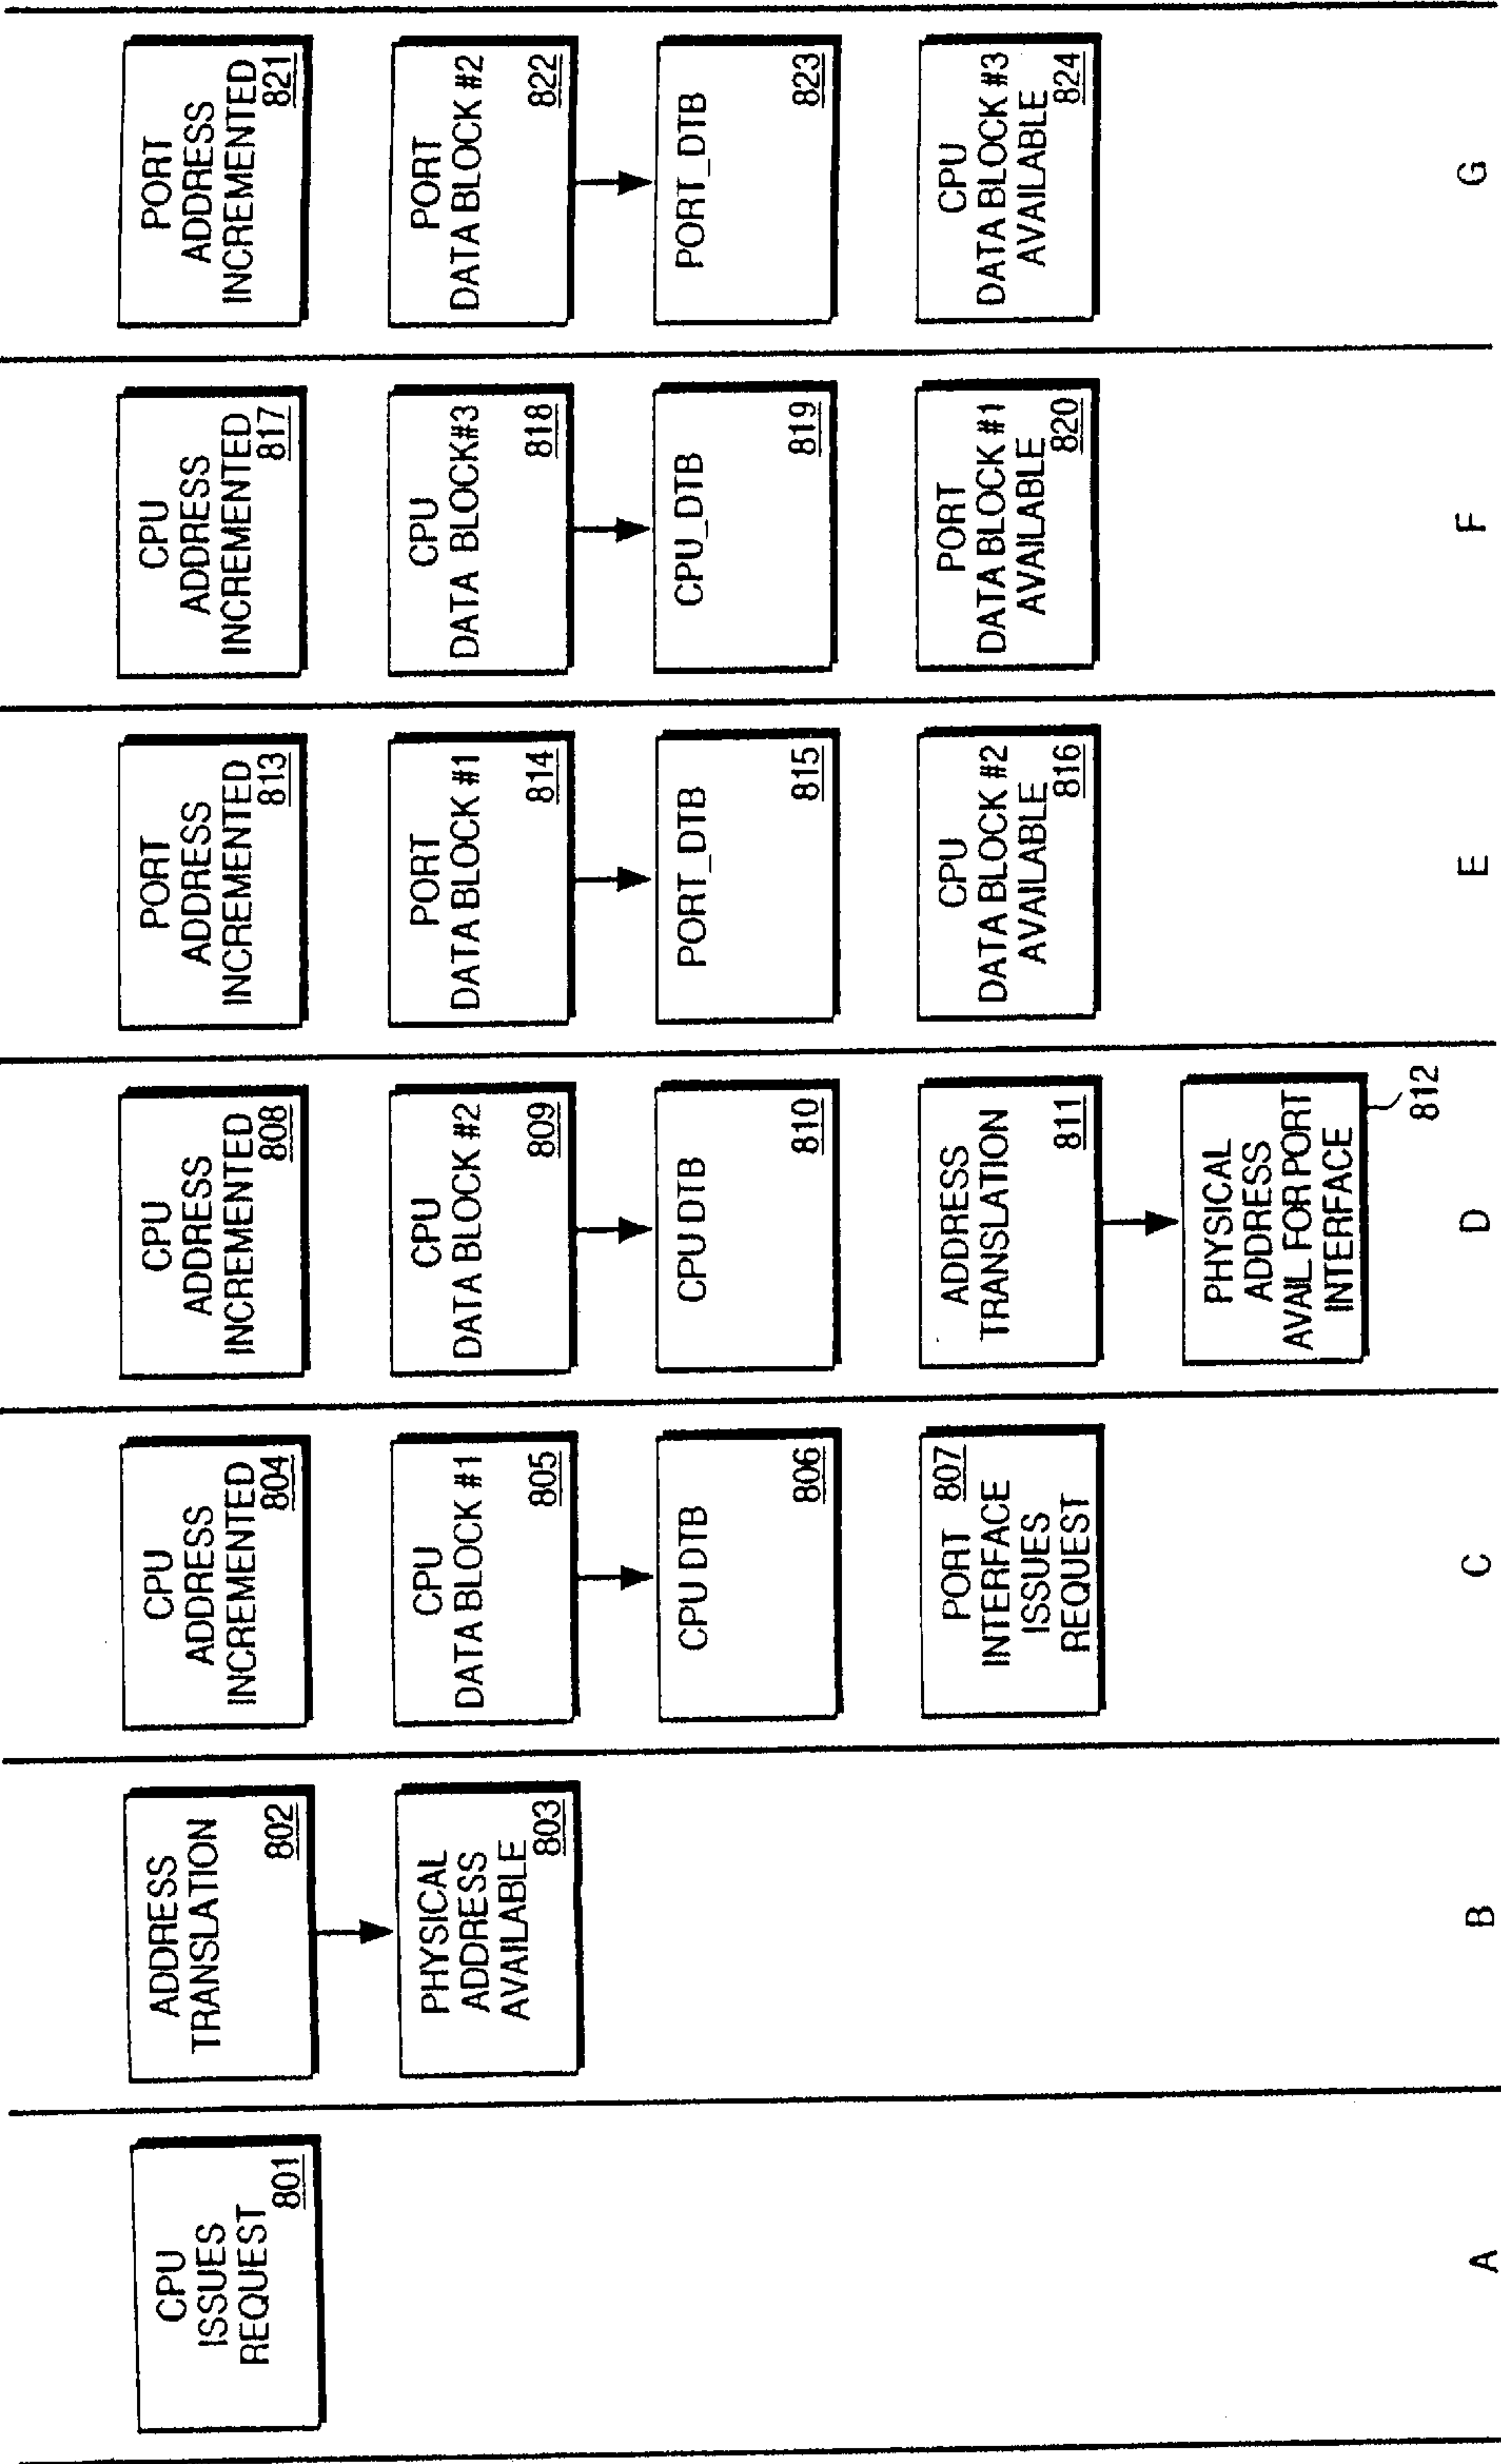 CPU
ISSUES
REQUEST
801
A
ADDRESS
TRANSLATION
802
PHYSICAL
ADDRESS
AVAILABLE
803
B
CPU
ADDRESS
INCREMENTED
804
CPU
DATA BLOCK #1
805
CPU DTB
806
PORT 807
INTERFACE
ISSUES
REQUEST
C
CPU
ADDRESS
INCREMENTED
808
CPU
DATA BLOCK #2
809
CPU DTB
810
ADDRESS
TRANSLATION
811
PHYSICAL
ADDRESS
AVAIL FOR PORT
INTERFACE
812
D
PORT
ADDRESS
INCREMENTED
813
PORT
DATA BLOCK #1
814
PORT_DTB
815
CPU
DATA BLOCK #2
AVAILABLE
816
E
CPU
ADDRESS
INCREMENTED
817
CPU
DATA BLOCK#3
818
CPU_DTB
819
PORT
DATA BLOCK #1
AVAILABLE
820
F
PORT
ADDRESS
INCREMENTED
821
PORT
DATA BLOCK #2
822
PORT_DTB
823
CPU
DATA BLOCK #3
AVAILABLE
824
G